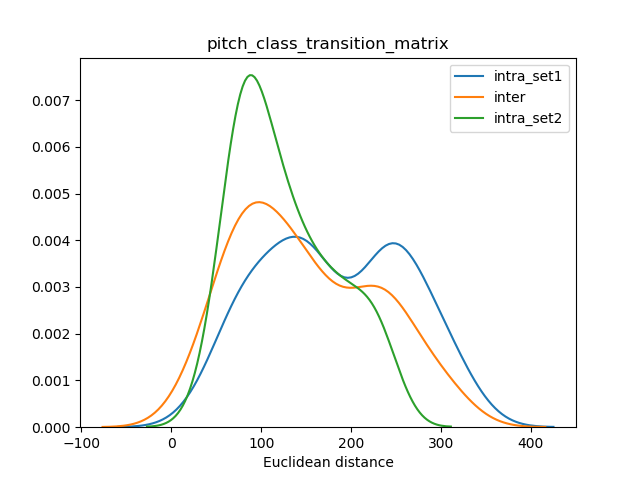 pitch_class_transition_matrix
intra_set1
inter
intra_set2
0.007
0.006
0.005
0.004
0.003
0.002
0.001
0.000
−100 0 100 200 300 400
Euclidean distance